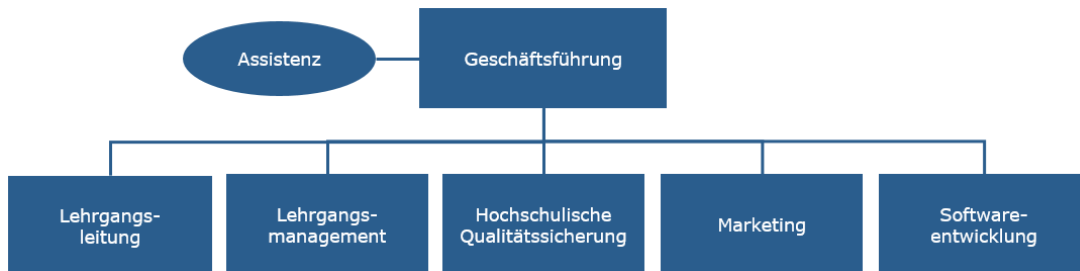 Assistenz
Geschäftsführung
Lehrgangs-
leitung
Lehrgangs-
management
Hochschulische
Qualitätssicherung
Marketing
Software-
entwicklung